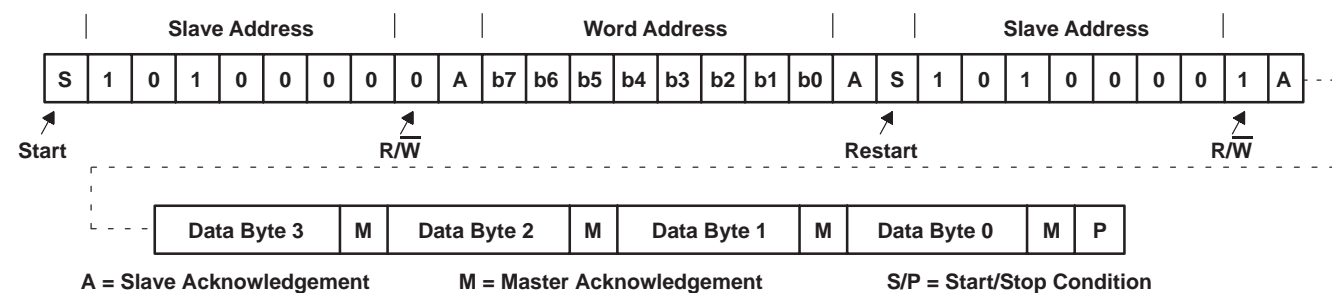 Slave Address Word Address Slave Address
S 1 0 1 0 0 0 0 0 A b7 b6 b5 b4 b3 b2 b1 b0 A S 1 0 1 0 0 0 0 1 A
Start R/W̅ Restart R/W̅
Data Byte 3 M Data Byte 2 M Data Byte 1 M Data Byte 0 M P
A = Slave Acknowledgement M = Master Acknowledgement S/P = Start/Stop Condition